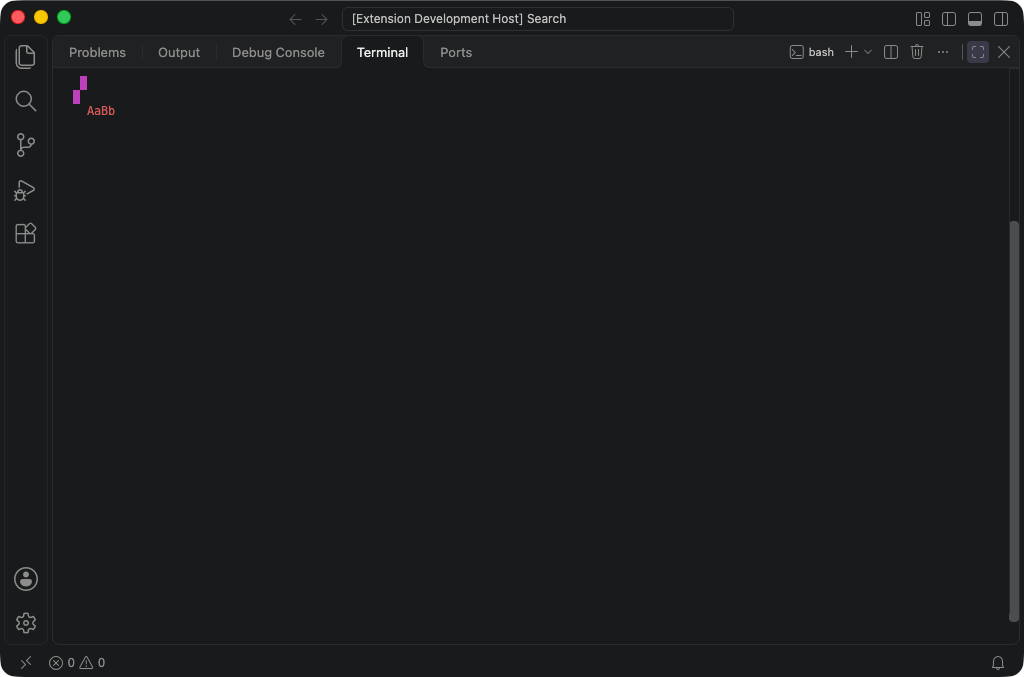 [Extension Development Host] Search
Problems Output Debug Console Terminal Ports bash
AaBb
0 0